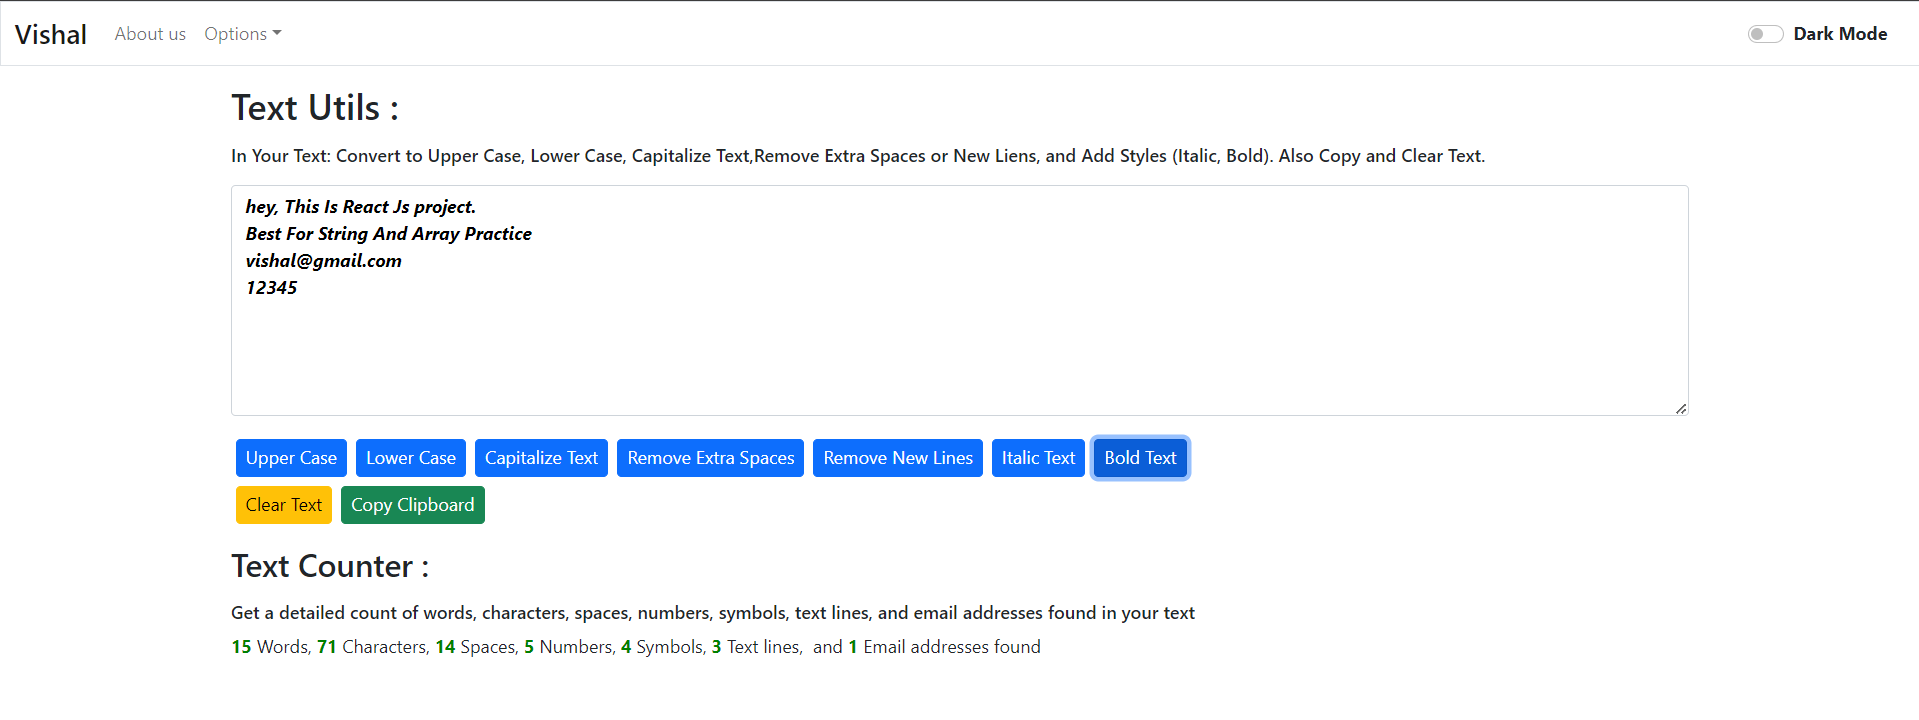 Vishal About us Options Dark Mode
Text Utils :
In Your Text: Convert to Upper Case, Lower Case, Capitalize Text,Remove Extra Spaces or New Liens, and Add Styles (Italic, Bold). Also Copy and Clear Text.
hey, This Is React Js project.
Best For String And Array Practice
vishal@gmail.com
12345
Upper Case Lower Case Capitalize Text Remove Extra Spaces Remove New Lines Italic Text Bold Text
Clear Text Copy Clipboard
Text Counter :
Get a detailed count of words, characters, spaces, numbers, symbols, text lines, and email addresses found in your text
15 Words, 71 Characters, 14 Spaces, 5 Numbers, 4 Symbols, 3 Text lines, and 1 Email addresses found